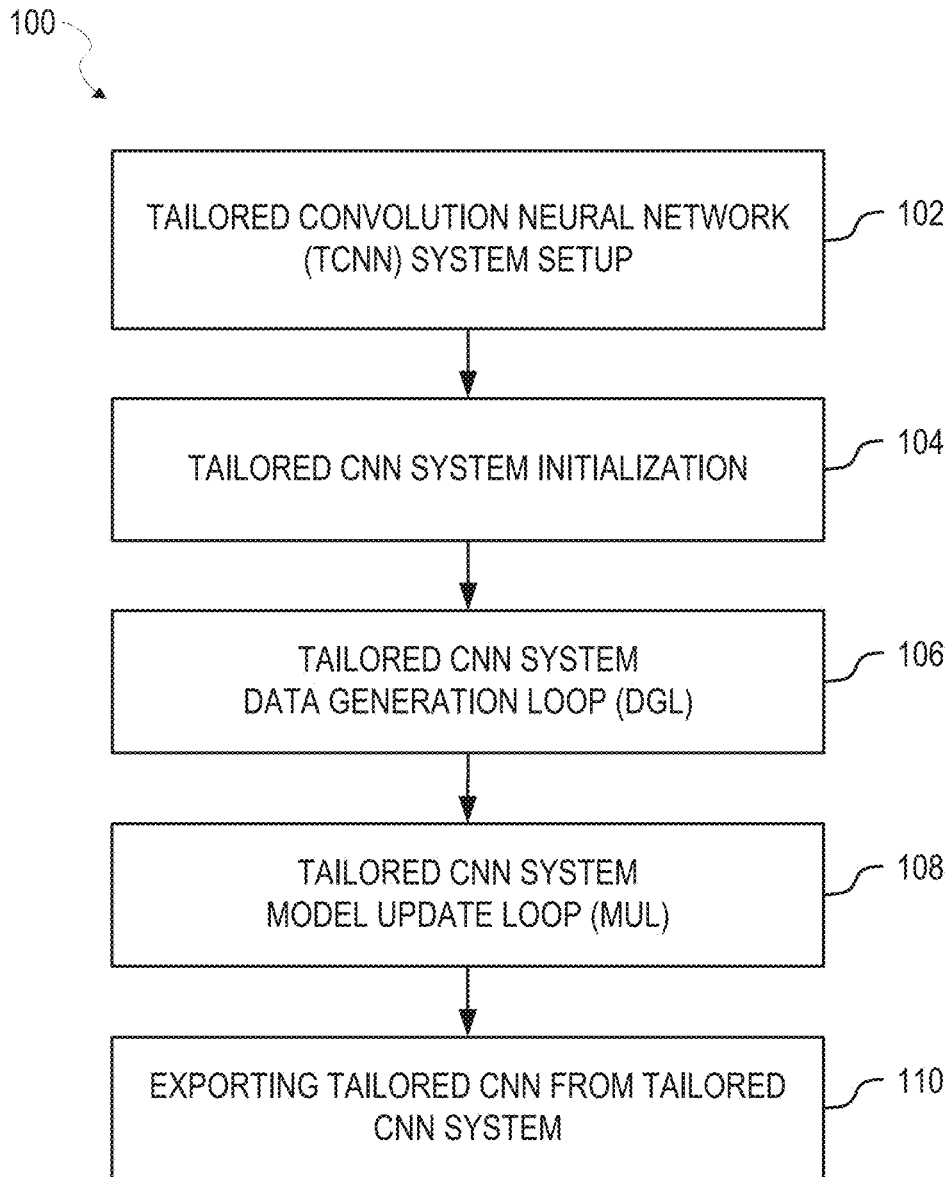 100
TAILORED CONVOLUTION NEURAL NETWORK
(TCNN) SYSTEM SETUP
102
TAILORED CNN SYSTEM INITIALIZATION
104
TAILORED CNN SYSTEM
DATA GENERATION LOOP (DGL)
106
TAILORED CNN SYSTEM
MODEL UPDATE LOOP (MUL)
108
EXPORTING TAILORED CNN FROM TAILORED
CNN SYSTEM
110